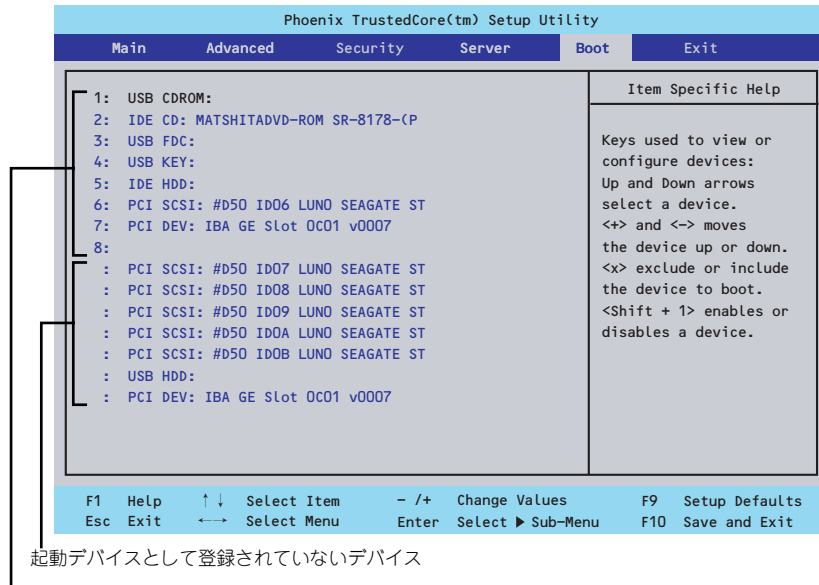 Phoenix TrustedCore(tm) Setup Utility
Main Advanced Security Server Boot Exit
1: USB CDROM:
2: IDE CD: MATSHITADVD-ROM SR-8178-(P
3: USB FDC:
4: USB KEY:
5: IDE HDD:
6: PCI SCSI: #D50 ID06 LUN0 SEAGATE ST
7: PCI DEV: IBA GE Slot 0C01 v0007
8:
: PCI SCSI: #D50 ID07 LUN0 SEAGATE ST
: PCI SCSI: #D50 ID08 LUN0 SEAGATE ST
: PCI SCSI: #D50 ID09 LUN0 SEAGATE ST
: PCI SCSI: #D50 ID0A LUN0 SEAGATE ST
: PCI SCSI: #D50 ID0B LUN0 SEAGATE ST
: USB HDD:
: PCI DEV: IBA GE Slot 0C01 v0007
Item Specific Help
Keys used to view or
configure devices:
Up and Down arrows
select a device.
<+> and <-> moves
the device up or down.
<x> exclude or include
the device to boot.
<Shift + 1> enables or
disables a device.
F1 Help ↑↓ Select Item - /+ Change Values F9 Setup Defaults
Esc Exit ←→ Select Menu Enter Select ▶ Sub-Menu F10 Save and Exit
起動デバイスとして登録されていないデバイス